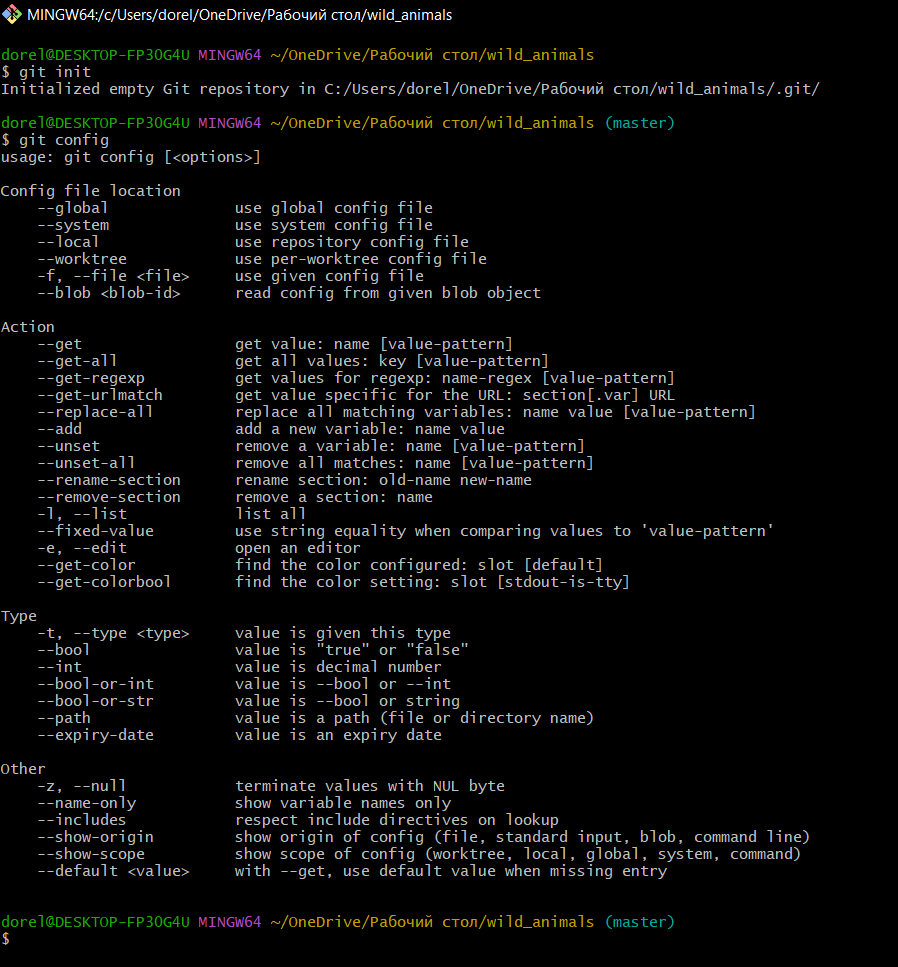 MINGW64:/c/Users/dorel/OneDrive/Рабочий стол/wild_animals
dorel@DESKTOP-FP3OG4U MINGW64 ~/OneDrive/Рабочий стол/wild_animals
$ git init
Initialized empty Git repository in C:/Users/dorel/OneDrive/Рабочий стол/wild_animals/.git/
dorel@DESKTOP-FP3OG4U MINGW64 ~/OneDrive/Рабочий стол/wild_animals (master)
$ git config
usage: git config [<options>]
Config file location
--global use global config file
--system use system config file
--local use repository config file
--worktree use per-worktree config file
-f, --file <file> use given config file
--blob <blob-id> read config from given blob object
Action
--get get value: name [value-pattern]
--get-all get all values: key [value-pattern]
--get-regexp get values for regexp: name-regex [value-pattern]
--get-urlmatch get value specific for the URL: section[.var] URL
--replace-all replace all matching variables: name value [value-pattern]
--add add a new variable: name value
--unset remove a variable: name [value-pattern]
--unset-all remove all matches: name [value-pattern]
--rename-section rename section: old-name new-name
--remove-section remove a section: name
-l, --list list all
--fixed-value use string equality when comparing values to 'value-pattern'
-e, --edit open an editor
--get-color find the color configured: slot [default]
--get-colorbool find the color setting: slot [stdout-is-tty]
Type
-t, --type <type> value is given this type
--bool value is "true" or "false"
--int value is decimal number
--bool-or-int value is --bool or --int
--bool-or-str value is --bool or string
--path value is a path (file or directory name)
--expiry-date value is an expiry date
Other
-z, --null terminate values with NUL byte
--name-only show variable names only
--includes respect include directives on lookup
--show-origin show origin of config (file, standard input, blob, command line)
--show-scope show scope of config (worktree, local, global, system, command)
--default <value> with --get, use default value when missing entry
dorel@DESKTOP-FP3OG4U MINGW64 ~/OneDrive/Рабочий стол/wild_animals (master)
$